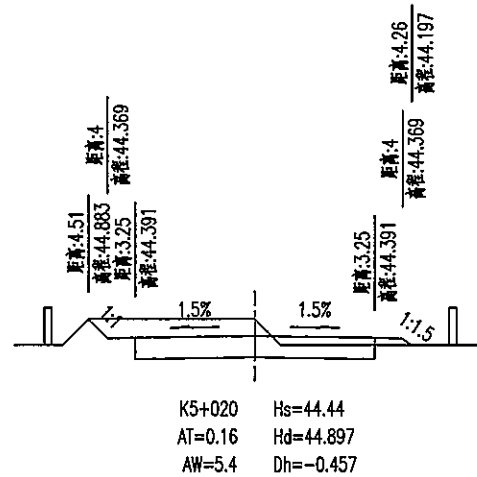 距离:4.26
高程:44.197
距离:4
高程:44.369
距离:4
高程:44.369
距离:4.51
高程:44.883
距离:3.25
高程:44.391
距离:3.25
高程:44.391
1:1
1.5%
1.5%
1:1.5
K5+020 Hs=44.44
AT=0.16 Hd=44.897
AW=5.4 Dh=-0.457